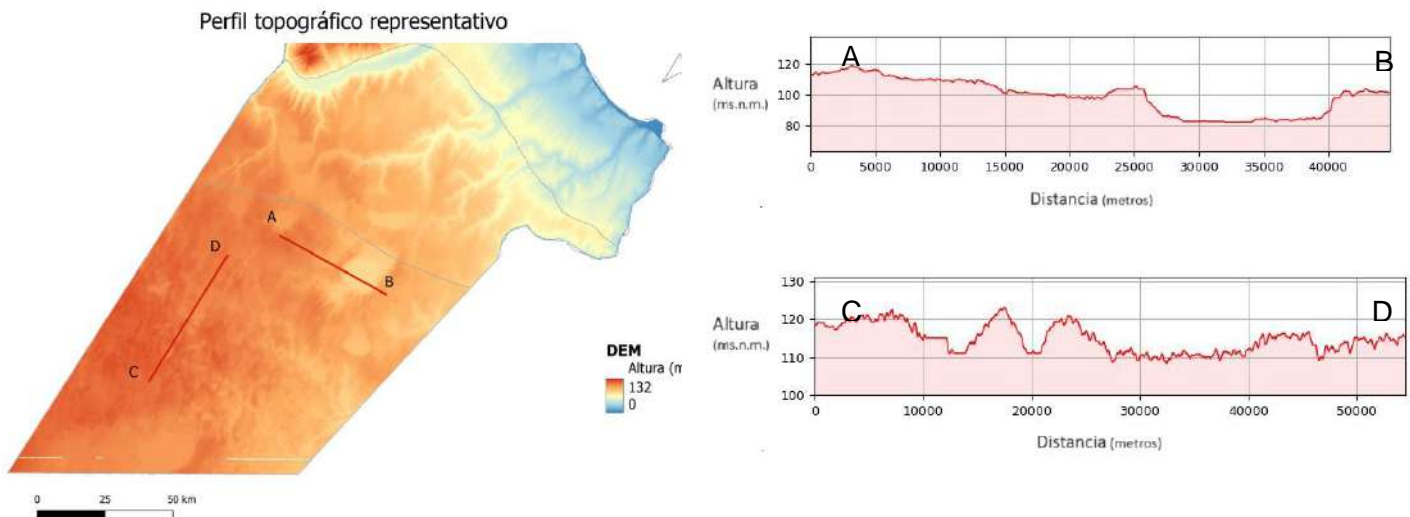 Perfil topográfico representativo
A
D
B
C
DEM
Altura (m
132
0
0 25 50 km
A
B
Altura
(ms.n.m.)
120
100
80
0 5000 10000 15000 20000 25000 30000 35000 40000
Distancia (metros)
C
D
Altura
(ms.n.m.)
130
120
110
100
0 10000 20000 30000 40000 50000
Distancia (metros)